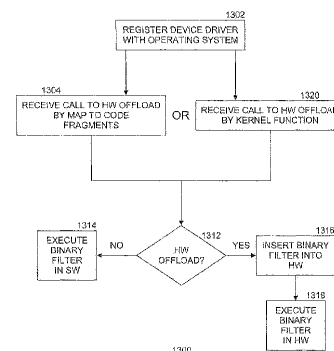 1302
REGISTER DEVICE DRIVER
WITH OPERATING SYSTEM
1304
RECEIVE CALL TO HW OFFLOAD
BY MAP TO CODE
FRAGMENTS
OR
1320
RECEIVE CALL TO HW OFFLOAD
BY KERNEL FUNCTION
1314
EXECUTE
BINARY
FILTER
IN SW
NO
1312
HW
OFFLOAD?
YES
1316
INSERT BINARY
FILTER INTO
HW
1318
EXECUTE
BINARY
FILTER
IN HW
1300